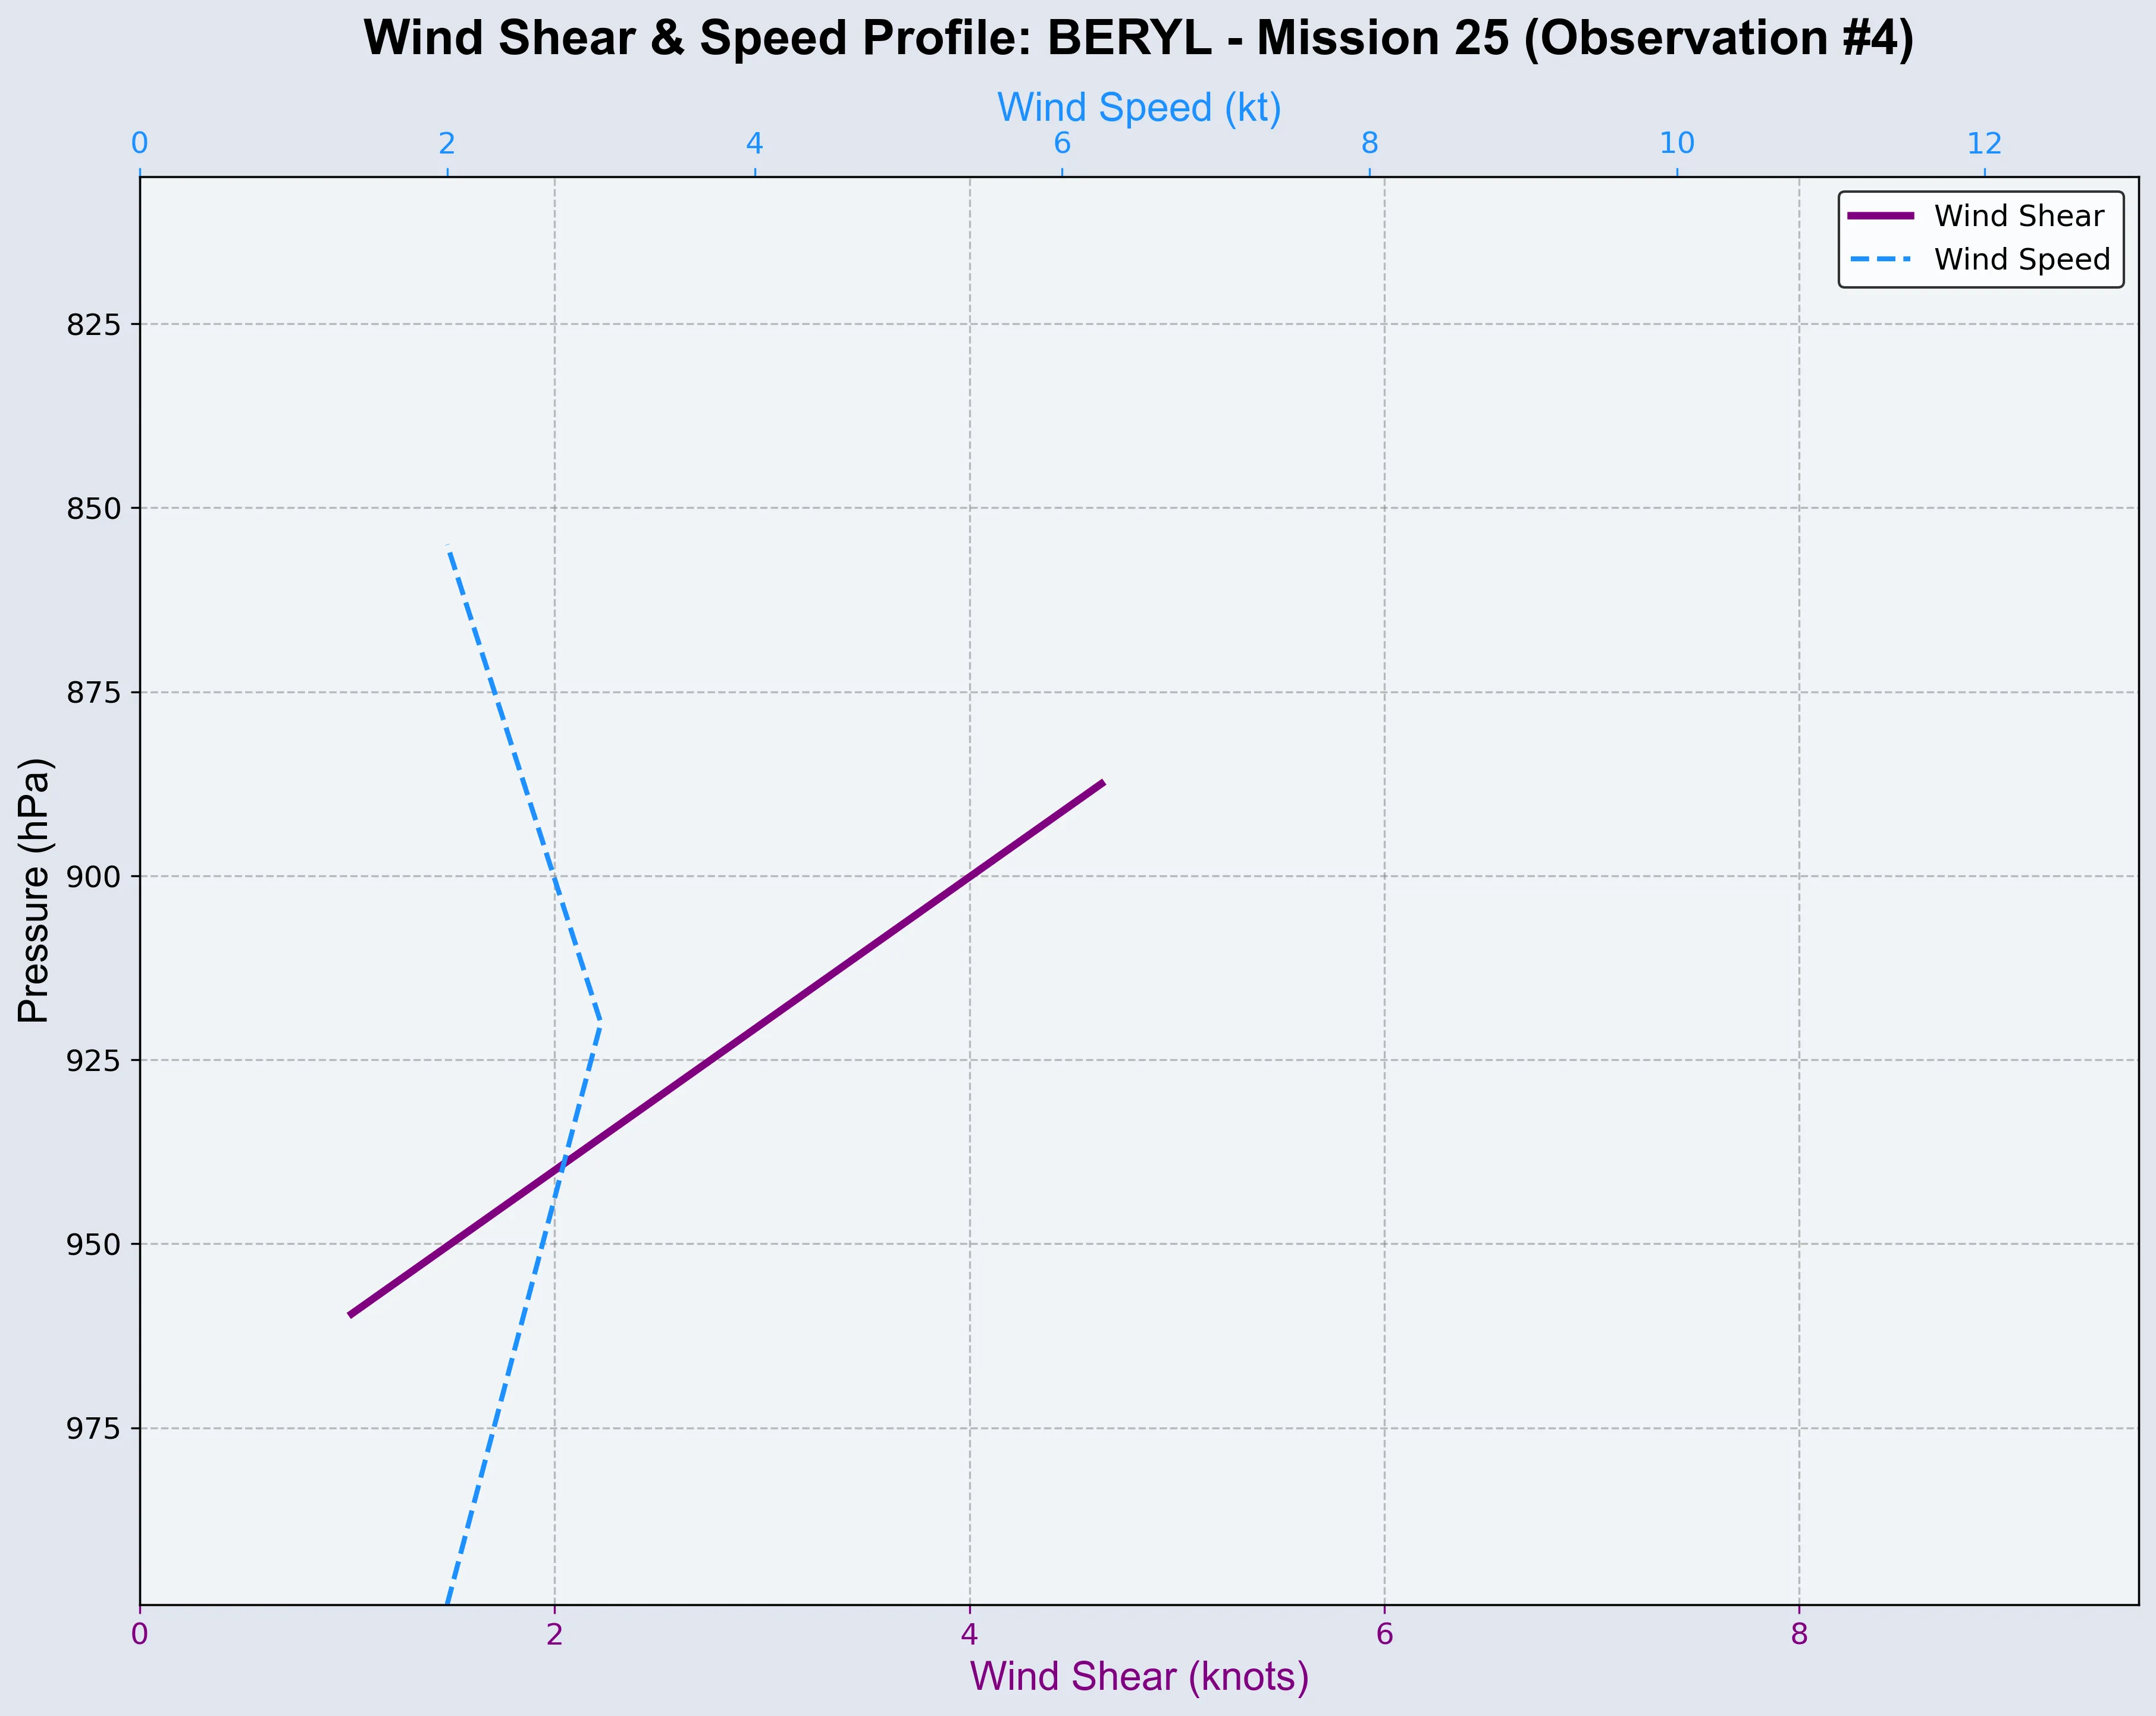 Wind Shear & Speed Profile: BERYL - Mission 25 (Observation #4)
Wind Speed (kt)
0 2 4 6 8 10 12
Wind Shear
Wind Speed
825
850
875
900
925
950
975
Pressure (hPa)
0 2 4 6 8
Wind Shear (knots)